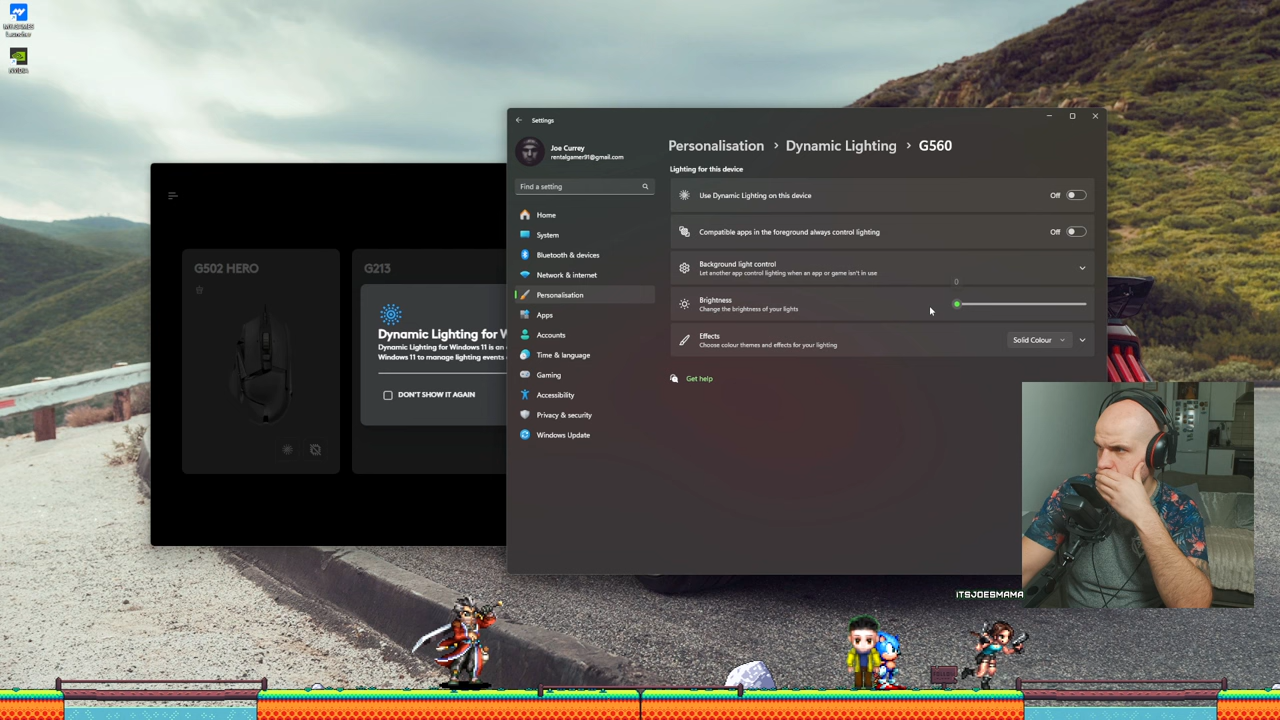 MY.GAMES
Launcher
NVIDIA
Settings
Joe Currey
rentalgamer91@gmail.com
Find a setting
Home
System
Bluetooth & devices
Network & internet
Personalisation
Apps
Accounts
Time & language
Gaming
Accessibility
Privacy & security
Windows Update
Personalisation > Dynamic Lighting > G560
Lighting for this device
Use Dynamic Lighting on this device
Off
Compatible apps in the foreground always control lighting
Off
Background light control
Let another app control lighting when an app or game isn't in use
0
Brightness
Change the brightness of your lights
Effects
Choose colour themes and effects for your lighting
Solid Colour
Get help
G502 HERO
G213
Dynamic Lighting for W
Dynamic Lighting for Windows 11 is an
Windows 11 to manage lighting events
DON'T SHOW IT AGAIN
ITSJOESMAMA